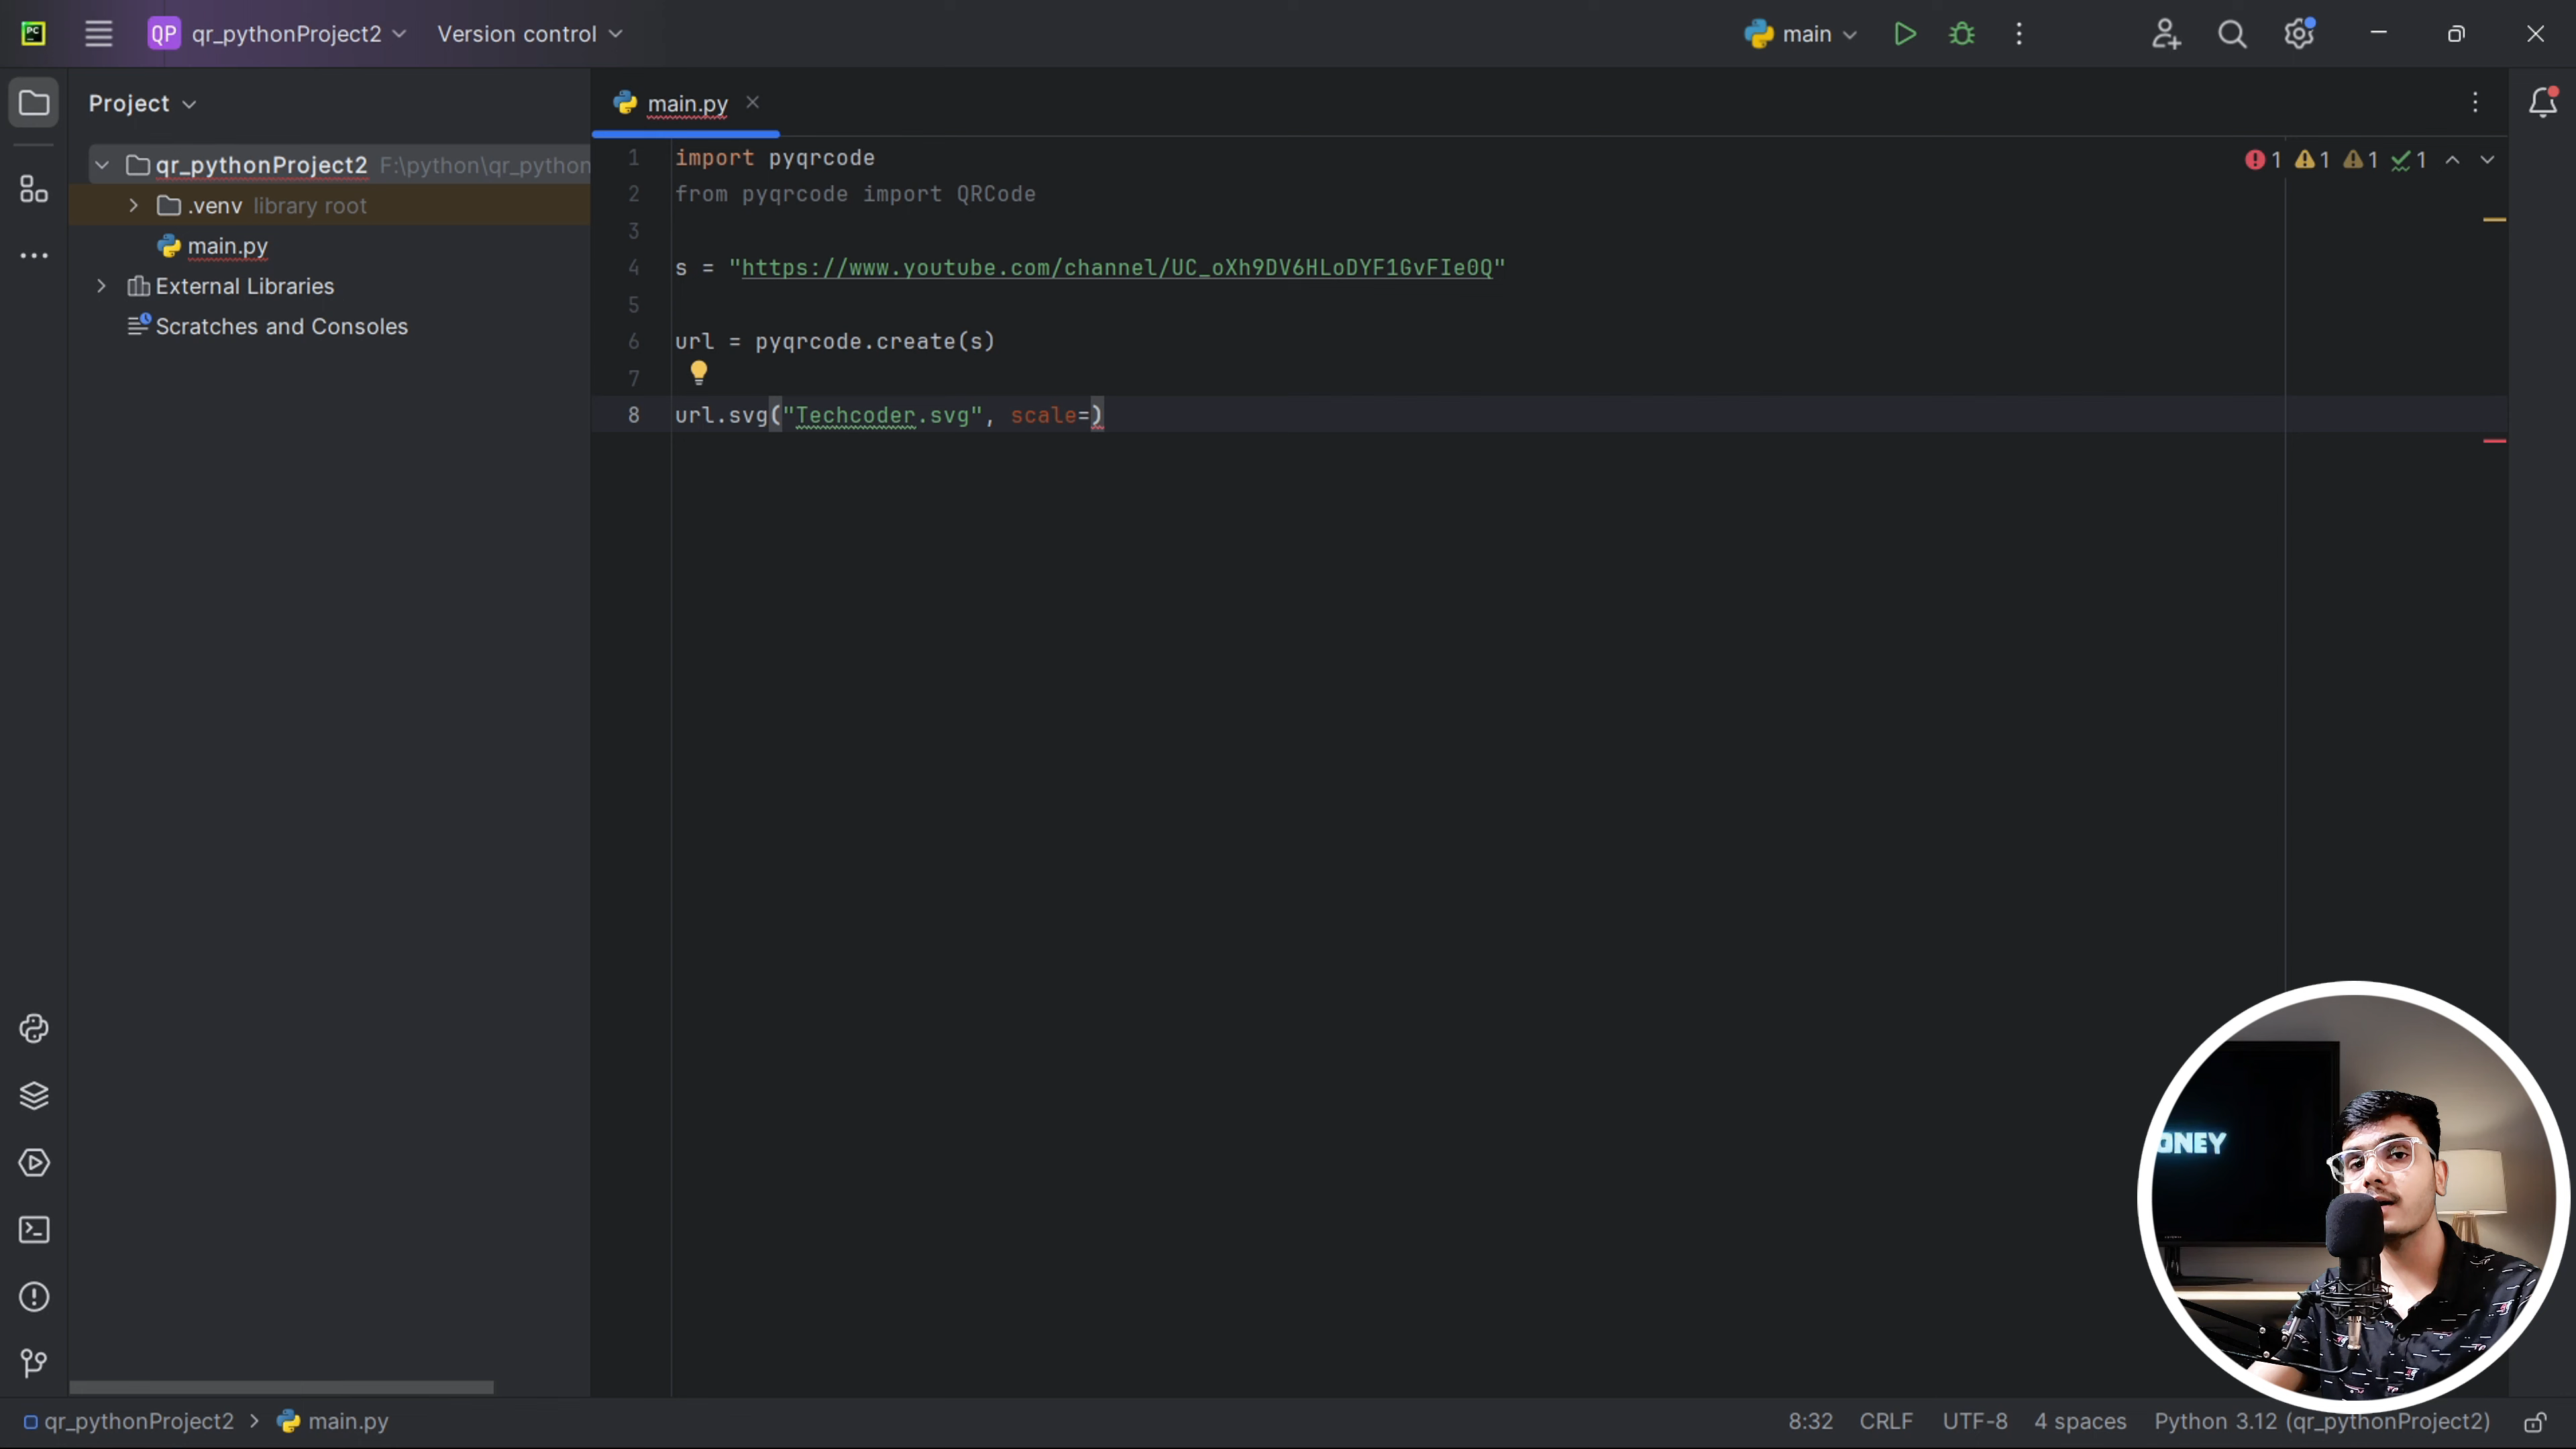 PC
QP qr_pythonProject2
Version control
main
Project
main.py
qr_pythonProject2 F:\python\qr_python
.venv library root
main.py
External Libraries
Scratches and Consoles
1 import pyqrcode
2 from pyqrcode import QRCode
3
4 s = "https://www.youtube.com/channel/UC_oXh9DV6HLoDYF1GvFIe0Q"
5
6 url = pyqrcode.create(s)
7
8 url.svg("Techcoder.svg", scale=)
1 1 1 1
ONEY
qr_pythonProject2 > main.py
8:32 CRLF UTF-8 4 spaces Python 3.12 (qr_pythonProject2)